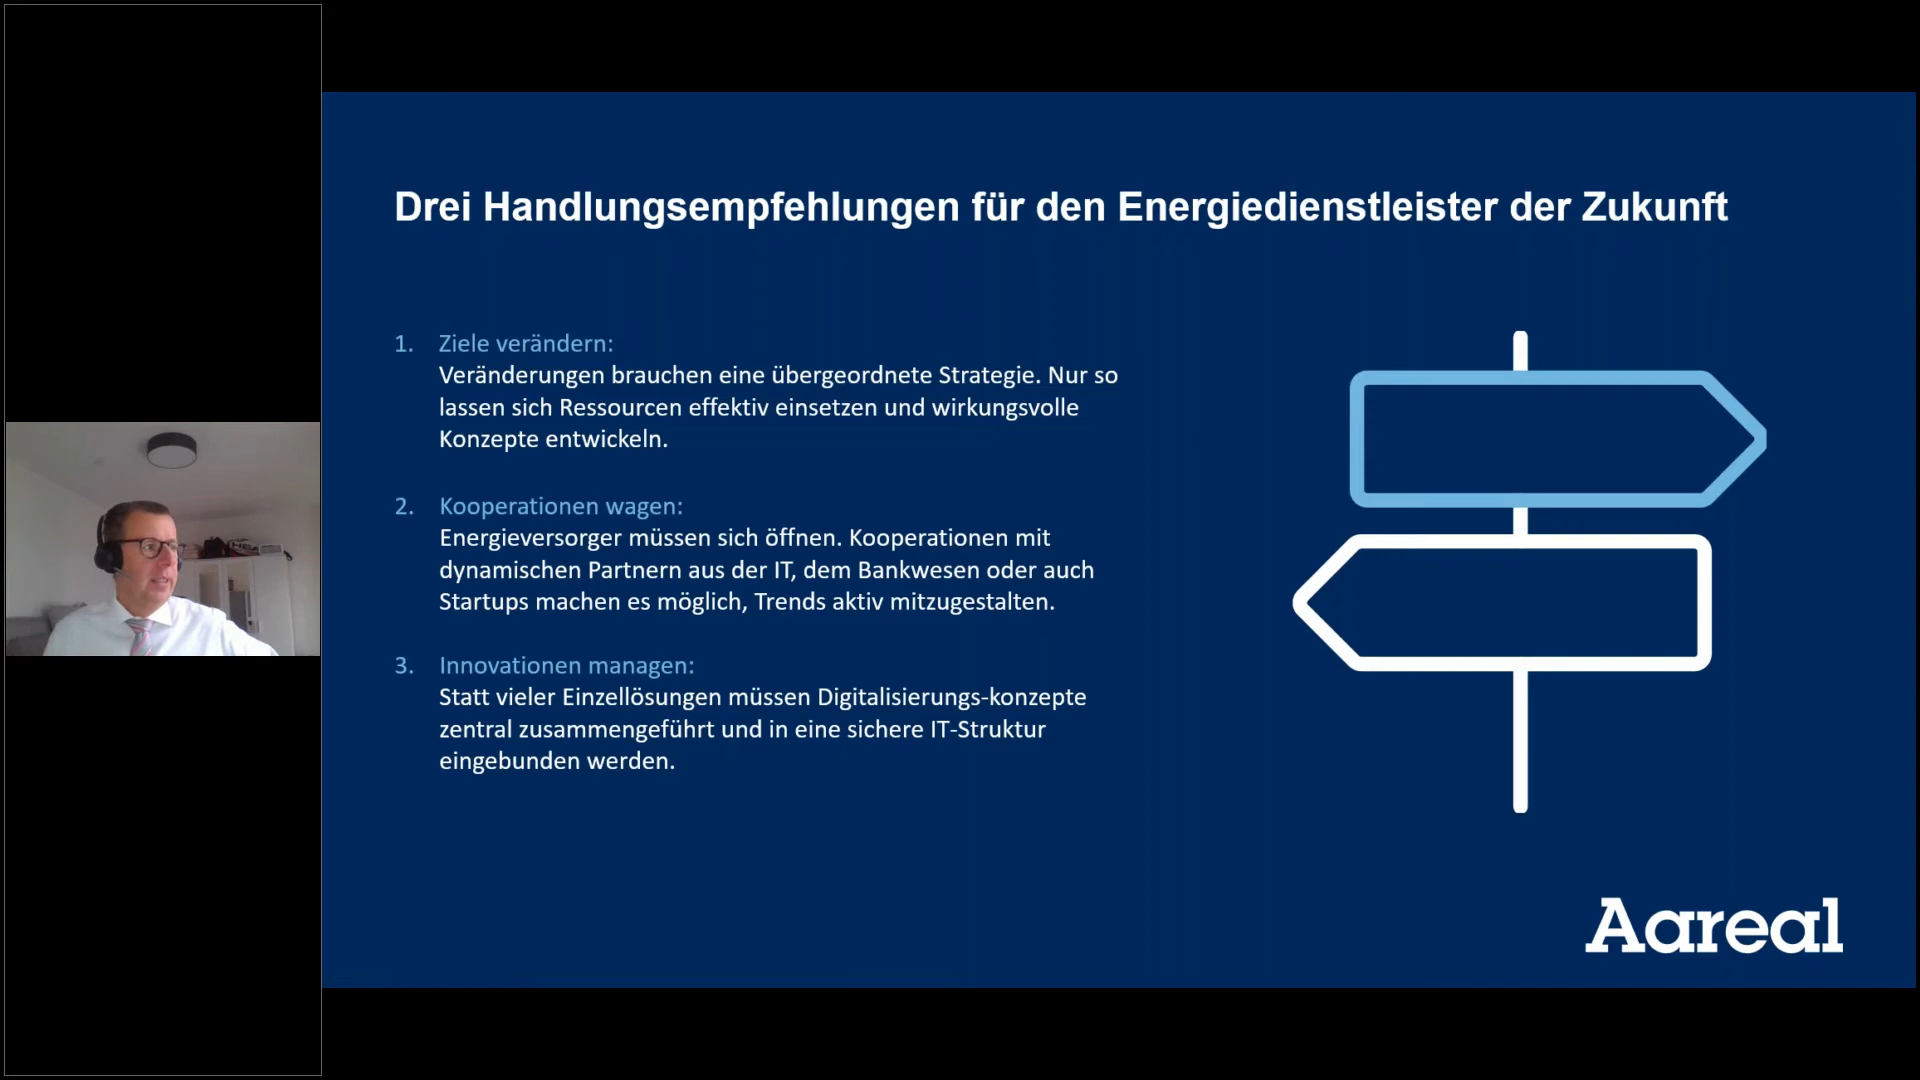 Drei Handlungsempfehlungen für den Energiedienstleister der Zukunft
1. Ziele verändern:
Veränderungen brauchen eine übergeordnete Strategie. Nur so
lassen sich Ressourcen effektiv einsetzen und wirkungsvolle
Konzepte entwickeln.
2. Kooperationen wagen:
Energieversorger müssen sich öffnen. Kooperationen mit
dynamischen Partnern aus der IT, dem Bankwesen oder auch
Startups machen es möglich, Trends aktiv mitzugestalten.
3. Innovationen managen:
Statt vieler Einzellösungen müssen Digitalisierungs-konzepte
zentral zusammengeführt und in eine sichere IT-Struktur
eingebunden werden.
Aareal